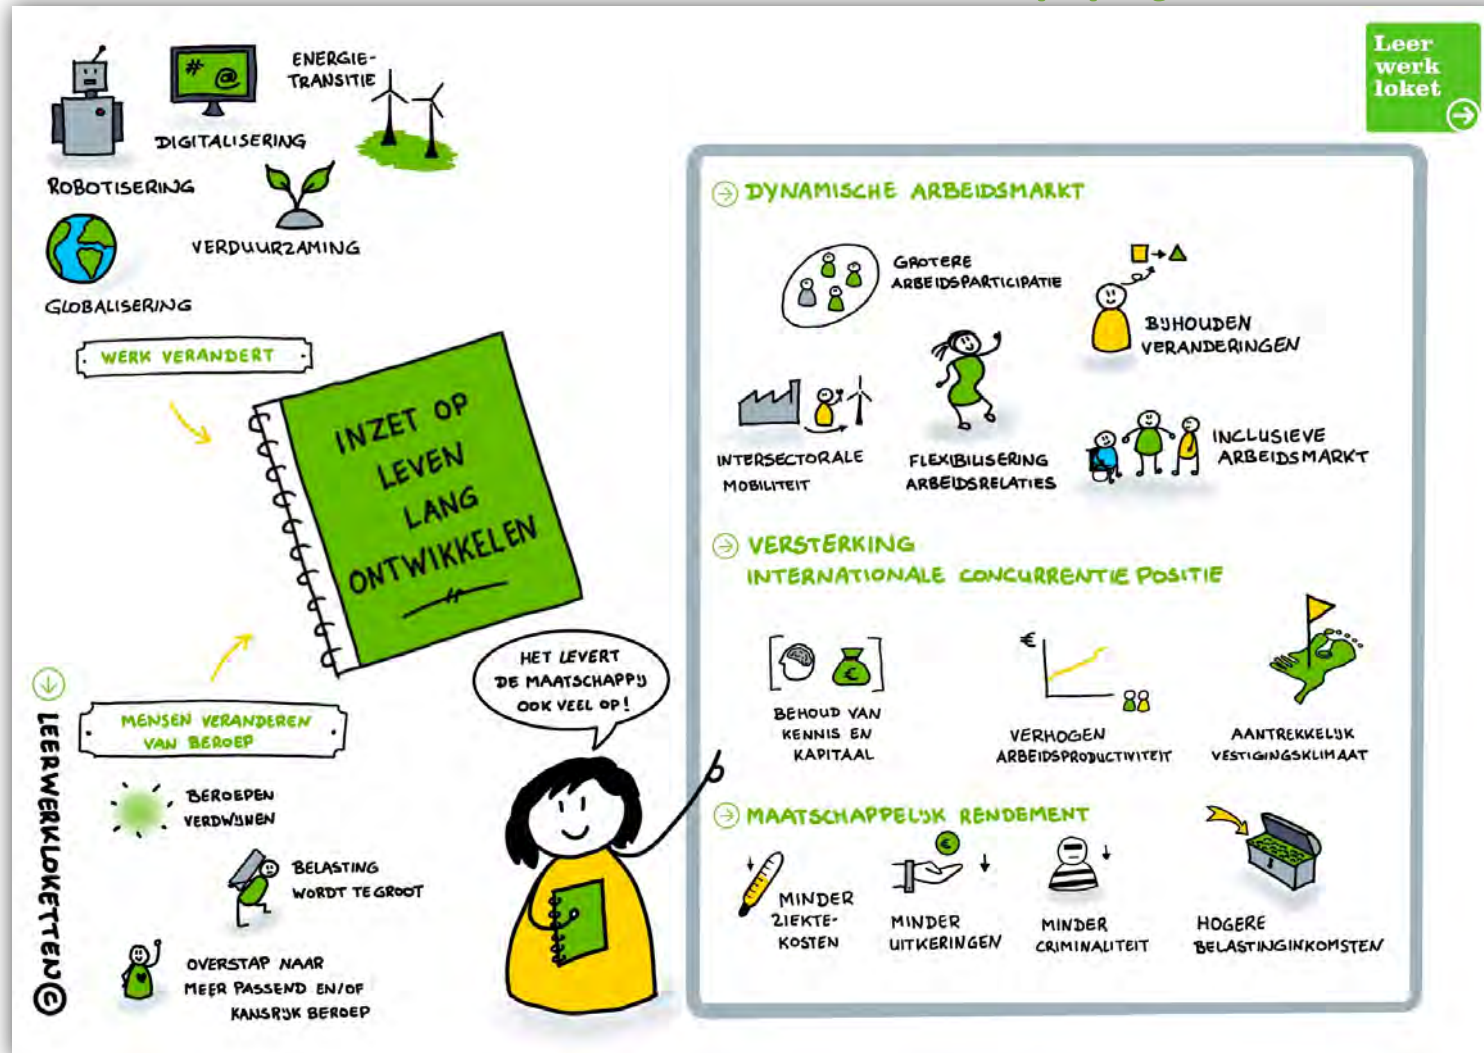 ENERGIE-
TRANSITIE
# @
DIGITALISERING
ROBOTISERING
VERDUURZAMING
GLOBALISERING
WERK VERANDERT
INZET OP
LEVEN
LANG
ONTWIKKELEN
MENSEN VERANDEREN
VAN BEROEP
BEROEPEN
VERDWIJNEN
BELASTING
WORDT TE GROOT
OVERSTAP NAAR
MEER PASSEND EN/OF
KANSRIJK BEROEP
LEERWERKLOKETTEN ©
HET LEVERT
DE MAATSCHAPPIJ
OOK VEEL OP!
Leer
werk
loket
DYNAMISCHE ARBEIDSMARKT
GROTERE
ARBEIDSPARTICIPATIE
BIJHOUDEN
VERANDERINGEN
INTERSECTORALE
MOBILITEIT
FLEXIBILISERING
ARBEIDSRELATIES
INCLUSIEVE
ARBEIDSMARKT
VERSTERKING
INTERNATIONALE CONCURRENTIE POSITIE
€
BEHOUD VAN
KENNIS EN
KAPITAAL
€
VERHOGEN
ARBEIDSPRODUCTIVITEIT
AANTREKKELIJK
VESTIGINGSKLIMAAT
MAATSCHAPPELIJK RENDEMENT
MINDER
ZIEKTE-
KOSTEN
€
MINDER
UITKERINGEN
MINDER
CRIMINALITEIT
HOGERE
BELASTINGINKOMSTEN